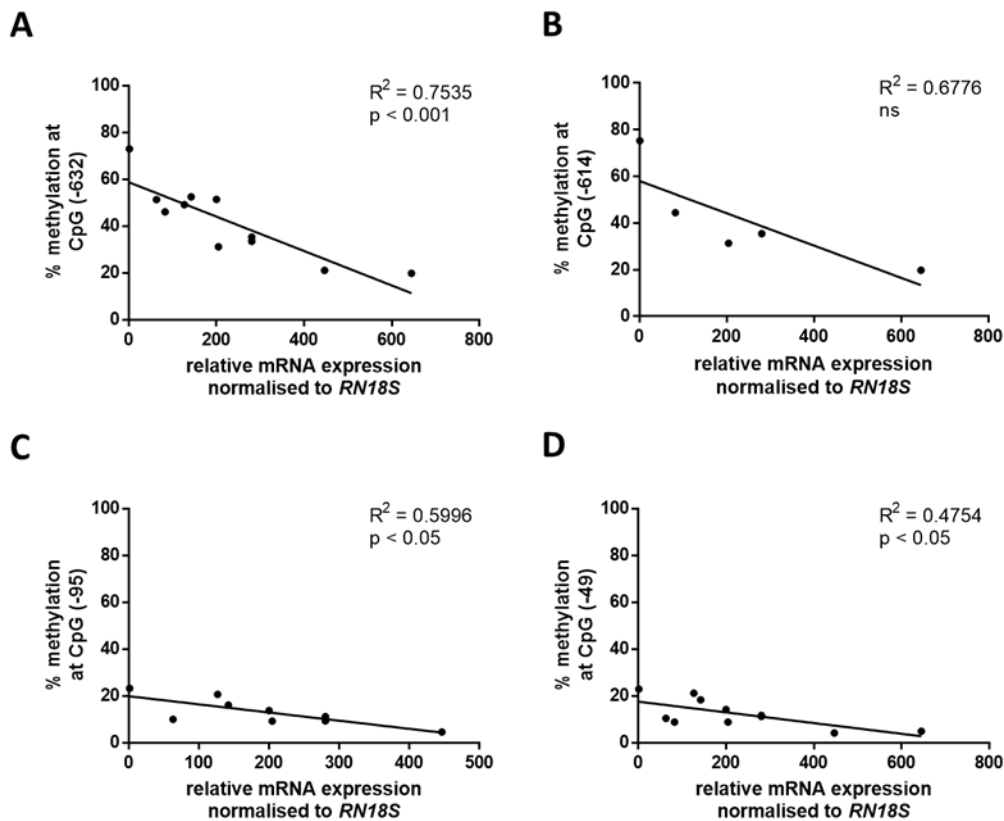 A
R² = 0.7535
p < 0.001
% methylation at
CpG (-632)
100
80
60
40
20
0
0 200 400 600 800
relative mRNA expression
normalised to RN18S
B
R² = 0.6776
ns
% methylation at
CpG (-614)
100
80
60
40
20
0
0 200 400 600 800
relative mRNA expression
normalised to RN18S
C
R² = 0.5996
p < 0.05
% methylation
at CpG (-95)
100
80
60
40
20
0
0 100 200 300 400 500
relative mRNA expression
normalised to RN18S
D
R² = 0.4754
p < 0.05
% methylation
at CpG (-49)
100
80
60
40
20
0
0 200 400 600 800
relative mRNA expression
normalised to RN18S